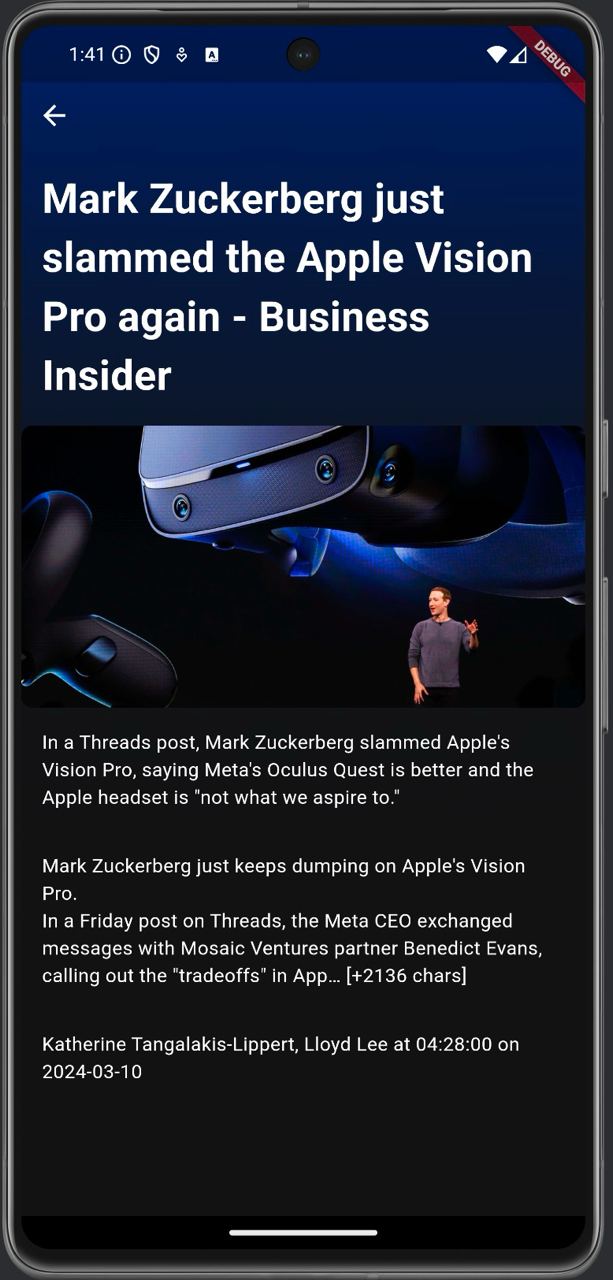 1:41
DEBUG
Mark Zuckerberg just
slammed the Apple Vision
Pro again - Business
Insider
In a Threads post, Mark Zuckerberg slammed Apple's
Vision Pro, saying Meta's Oculus Quest is better and the
Apple headset is "not what we aspire to."
Mark Zuckerberg just keeps dumping on Apple's Vision
Pro.
In a Friday post on Threads, the Meta CEO exchanged
messages with Mosaic Ventures partner Benedict Evans,
calling out the "tradeoffs" in App… [+2136 chars]
Katherine Tangalakis-Lippert, Lloyd Lee at 04:28:00 on
2024-03-10